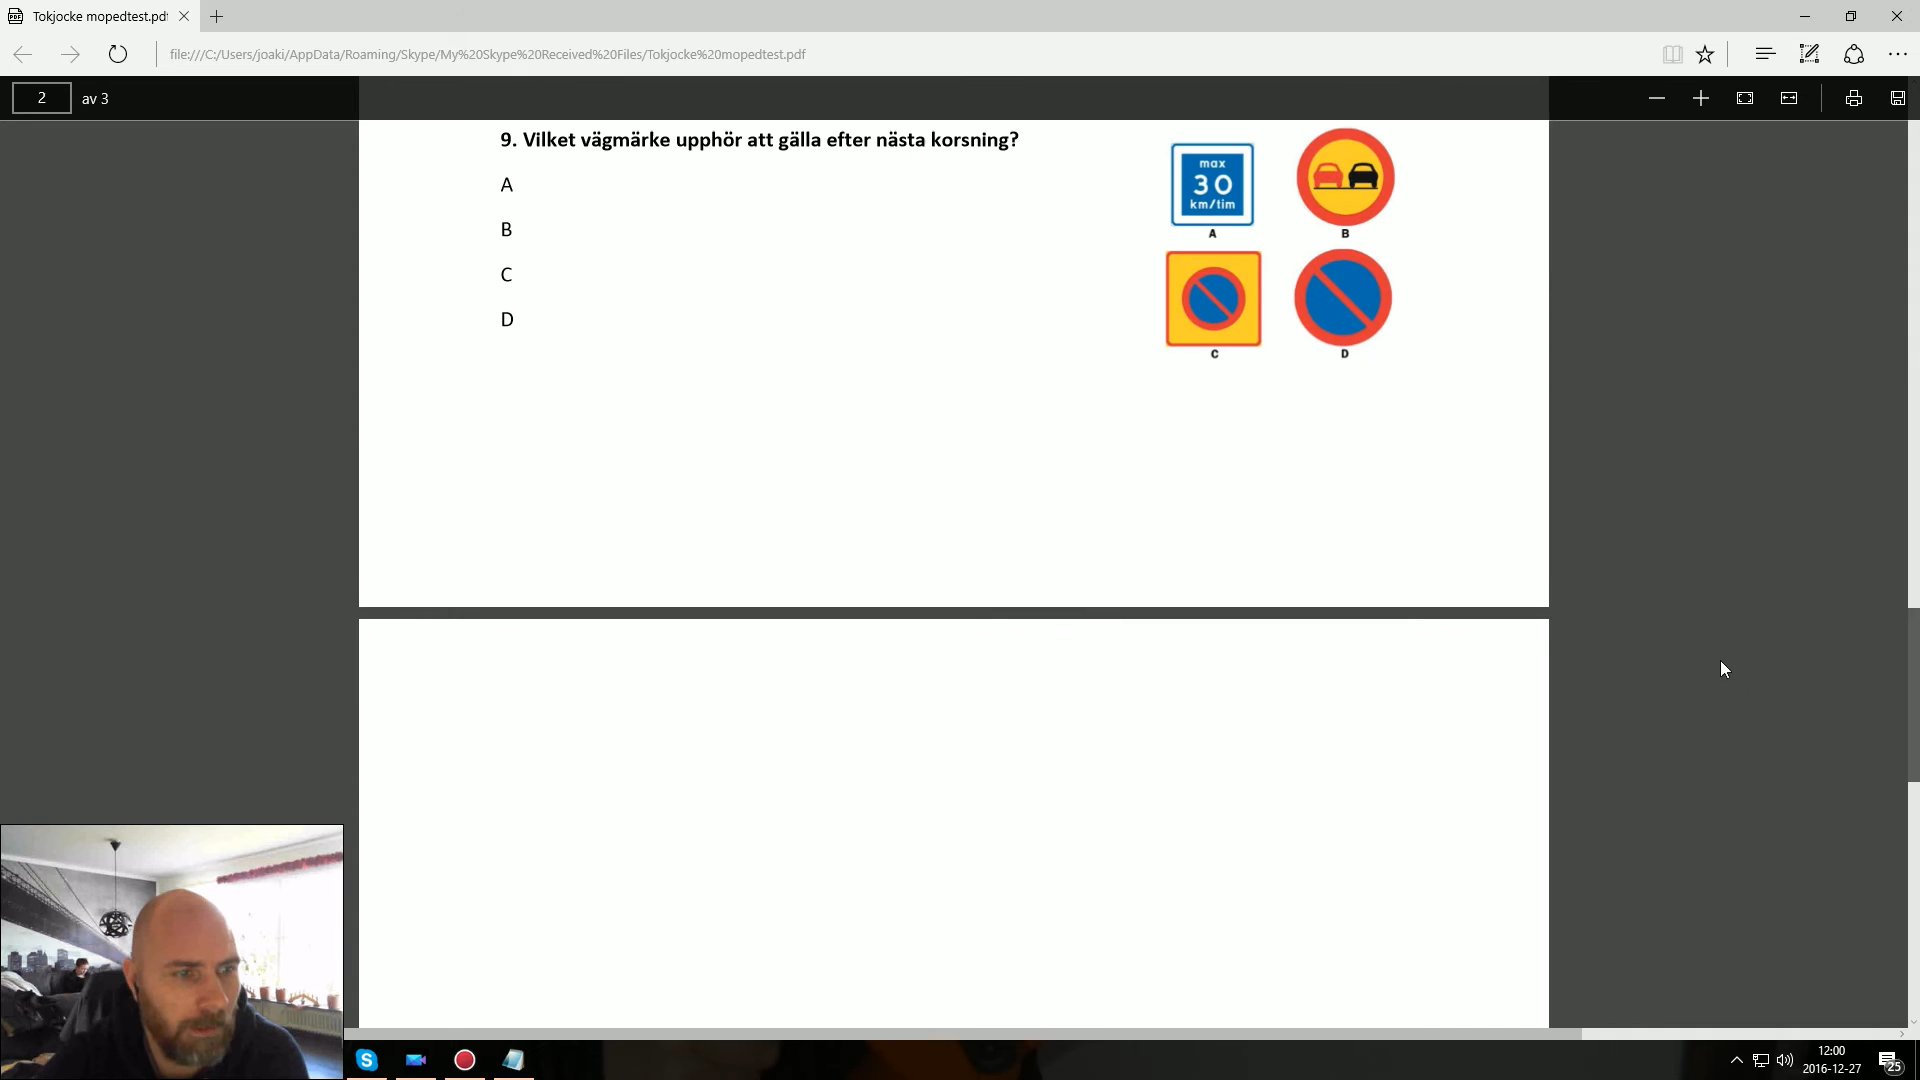 Tokjocke mopedtest.pdf
file:///C:/Users/joaki/AppData/Roaming/Skype/My%20Skype%20Received%20Files/Tokjocke%20mopedtest.pdf
2 av 3
9. Vilket vägmärke upphör att gälla efter nästa korsning?
A
B
C
D
max
30
km/tim
A
B
C
D
12:00
2016-12-27
25